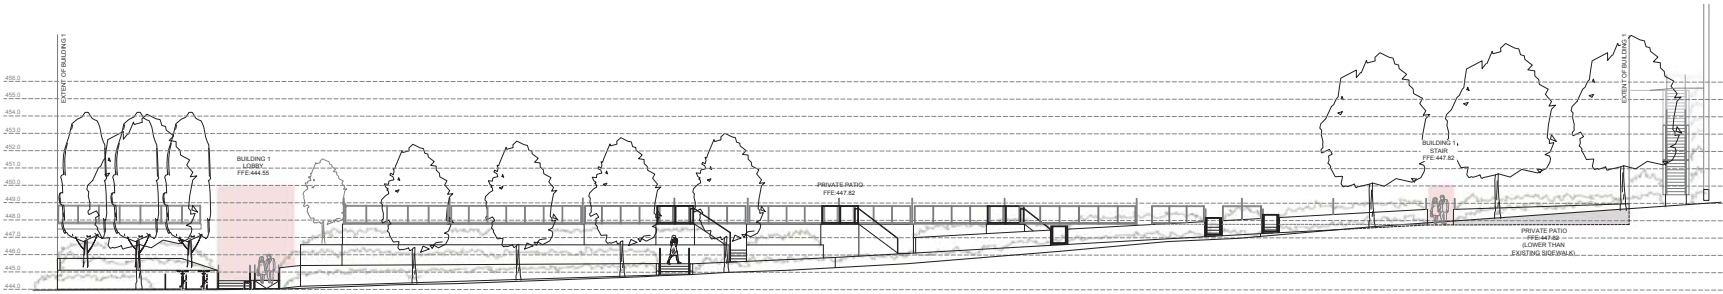 EXTENT OF BUILDING 1
EXTENT OF BUILDING 1
456.0
455.0
454.0
453.0
452.0
451.0
450.0
449.0
448.0
447.0
446.0
445.0
444.0
BUILDING 1
LOBBY
FFE:444.55
PRIVATE PATIO
FFE:447.82
BUILDING 1
STAIR
FFE:447.82
PRIVATE PATIO
FFE:447.82
(LOWER THAN
EXISTING SIDEWALK)